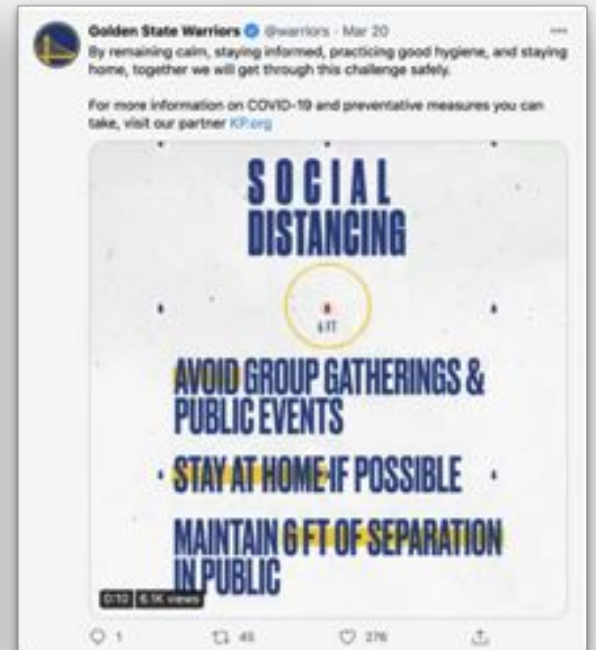 Golden State Warriors @warriors · Mar 20
By remaining calm, staying informed, practicing good hygiene, and staying
home, together we will get through this challenge safely.
For more information on COVID-19 and preventative measures you can
take, visit our partner KP.org
SOCIAL
DISTANCING
6 FT
AVOID GROUP GATHERINGS &
PUBLIC EVENTS
STAY AT HOME IF POSSIBLE
MAINTAIN 6 FT OF SEPARATION
IN PUBLIC
0:10 6.1K views
1 45 276